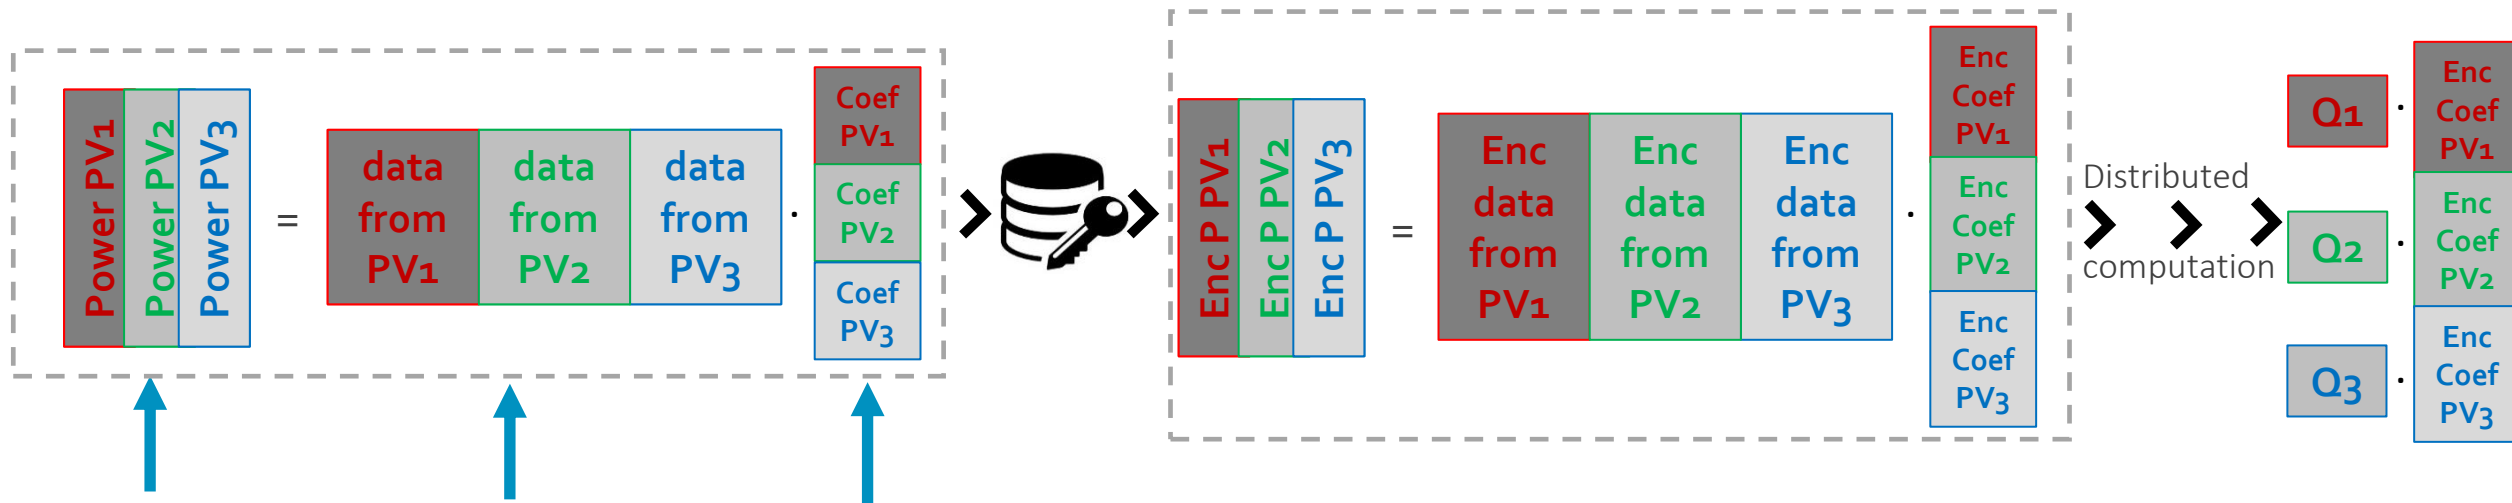 Power PV1
Power PV2
Power PV3
=
data
from
PV1
data
from
PV2
data
from
PV3
·
Coef
PV1
Coef
PV2
Coef
PV3
Enc P PV1
Enc P PV2
Enc P PV3
=
Enc
data
from
PV1
Enc
data
from
PV2
Enc
data
from
PV3
·
Enc
Coef
PV1
Enc
Coef
PV2
Enc
Coef
PV3
Distributed
computation
Q1
·
Enc
Coef
PV1
Q2
·
Enc
Coef
PV2
Q3
·
Enc
Coef
PV3